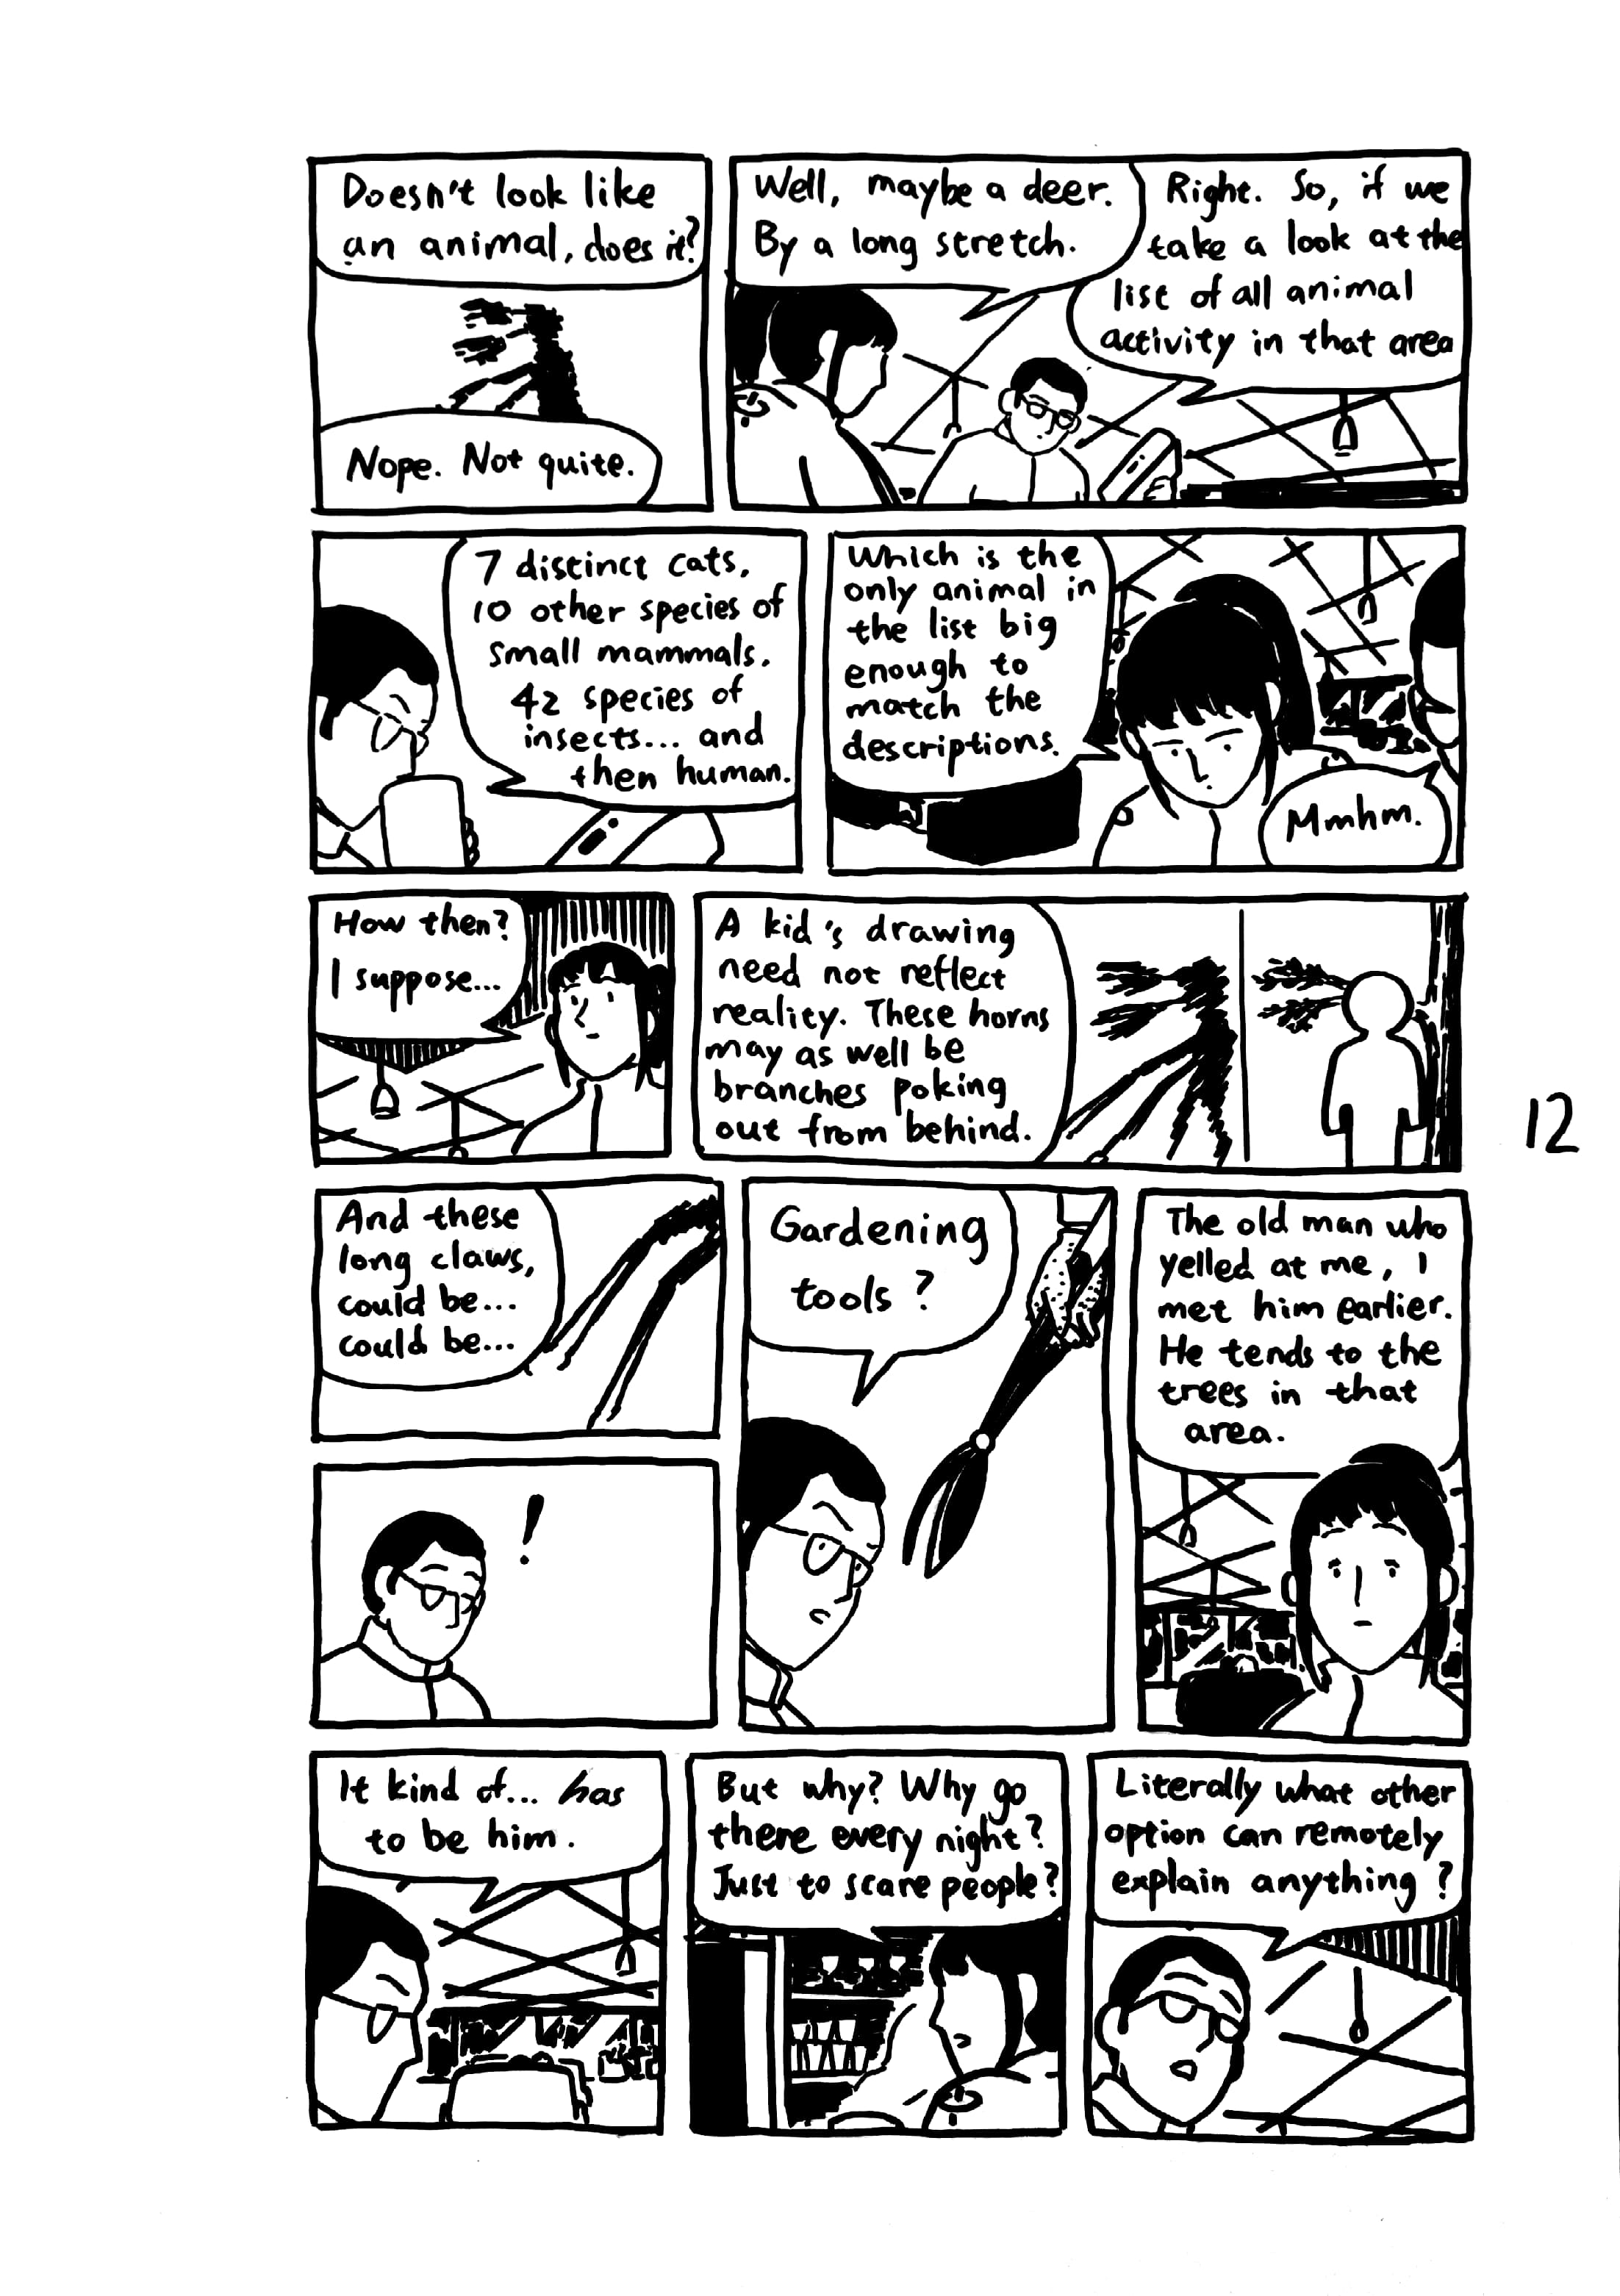 Doesn't look like
an animal, does it?
Nope. Not quite.
Well, maybe a deer.
By a long stretch.
Right. So, if we
take a look at the
list of all animal
activity in that area
7 distinct cats,
10 other species of
small mammals.
42 species of
insects... and
then human.
Which is the
only animal in
the list big
enough to
match the
descriptions.
Mmhm.
How then?
I suppose...
A kid's drawing
need not reflect
reality. These horns
may as well be
branches poking
out from behind.
And these
long claws,
could be...
could be...
!
Gardening
tools?
The old man who
yelled at me, I
met him earlier.
He tends to the
trees in that
area.
It kind of... has
to be him.
But why? Why go
there every night?
Just to scare people?
Literally what other
option can remotely
explain anything?
12